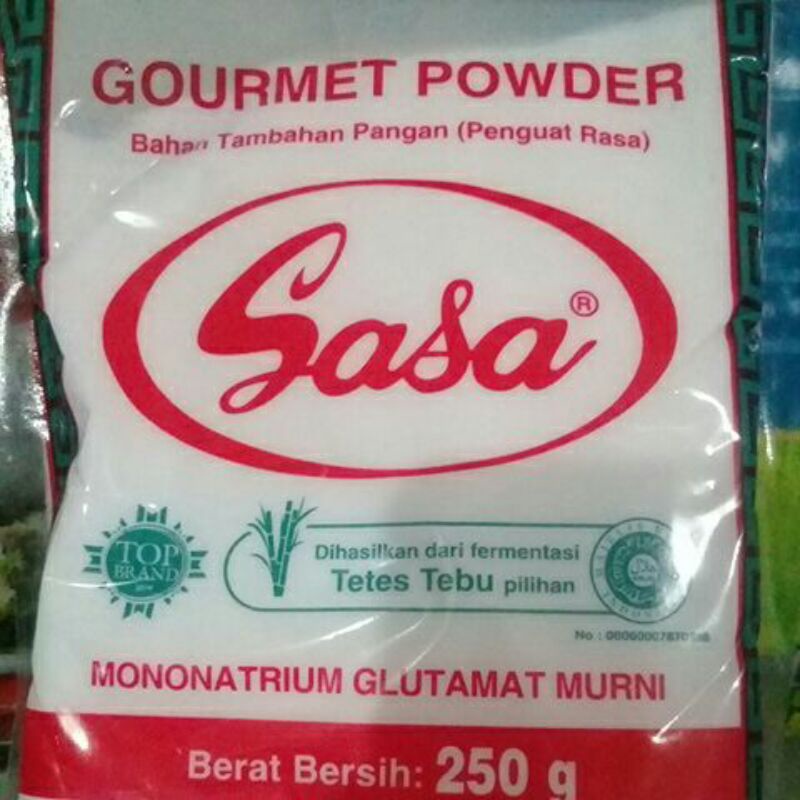 GOURMET POWDER
Bahan Tambahan Pangan (Penguat Rasa)
Sasa®
TOP
BRAND
Dihasilkan dari fermentasi
Tetes Tebu pilihan
No :
MONONATRIUM GLUTAMAT MURNI
Berat Bersih: 250 g